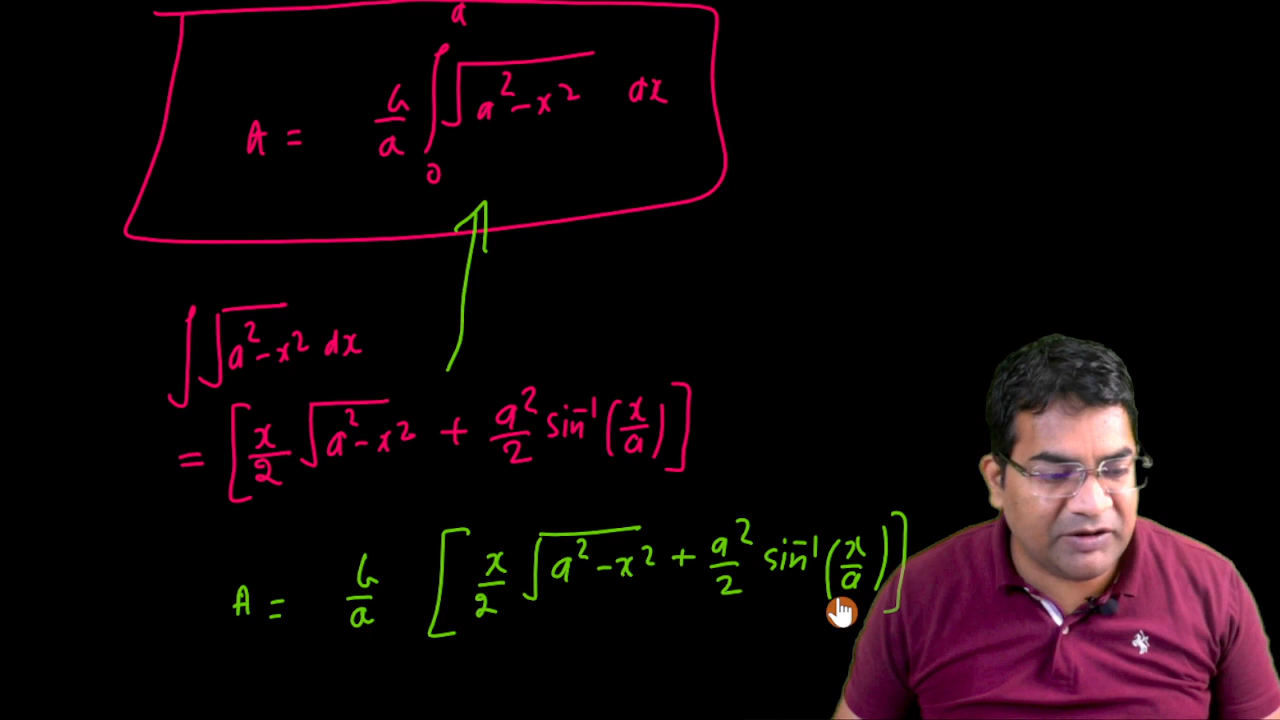 A = b/a ∫₀ᵃ √(a²-x²) dx
∫ √(a²-x²) dx
= [x/2 √(a²-x²) + a²/2 sin⁻¹(x/a)]
A = b/a [x/2 √(a²-x²) + a²/2 sin⁻¹(x/a)]